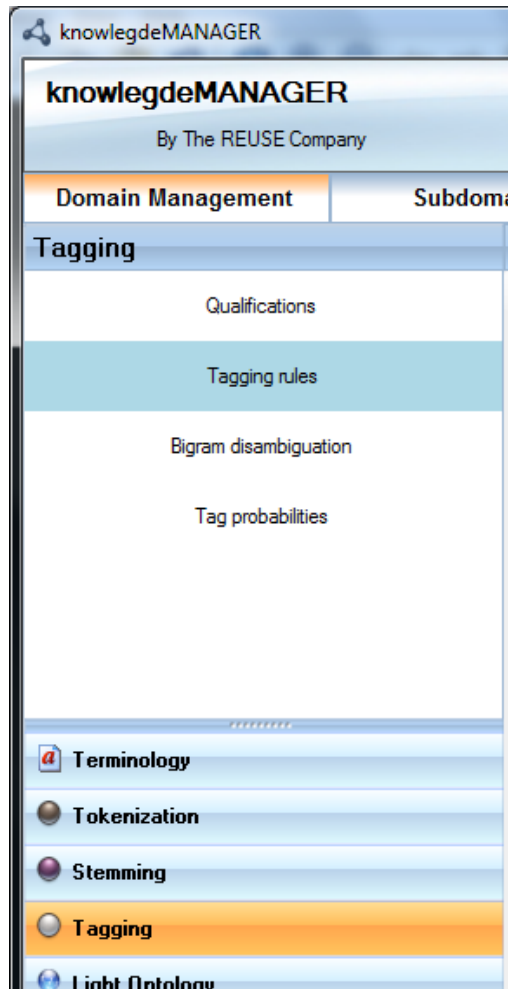 knowlegdeMANAGER
knowlegdeMANAGER
By The REUSE Company
Domain Management Subdoma
Tagging
Qualifications
Tagging rules
Bigram disambiguation
Tag probabilities
Terminology
Tokenization
Stemming
Tagging
Light Ontology